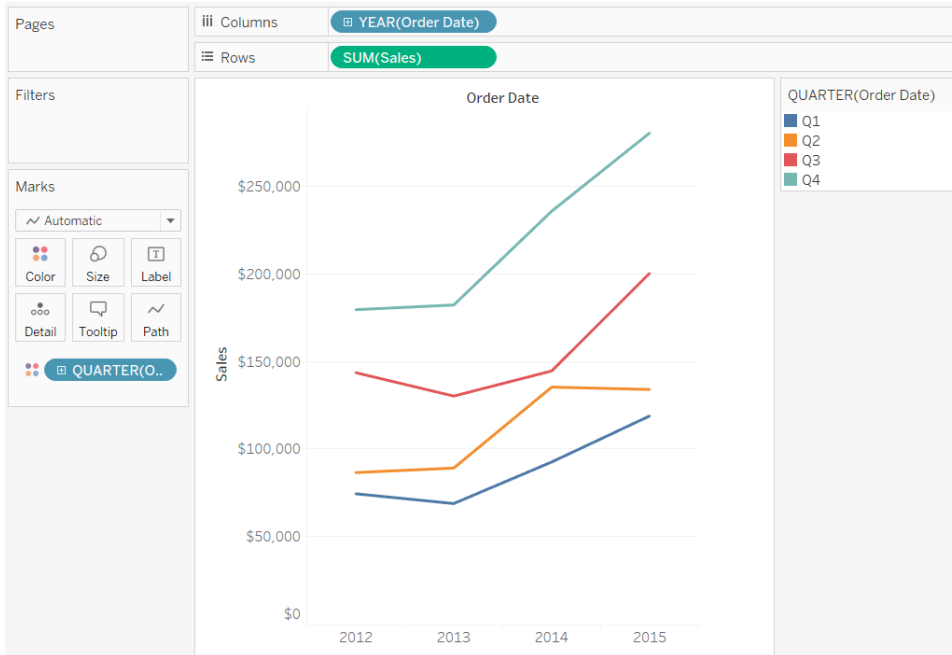 Pages
Columns
YEAR(Order Date)
Rows
SUM(Sales)
Filters
Marks
Automatic
Color
Size
Label
Detail
Tooltip
Path
QUARTER(O..
Order Date
Sales
$250,000
$200,000
$150,000
$100,000
$50,000
$0
2012
2013
2014
2015
QUARTER(Order Date)
Q1
Q2
Q3
Q4